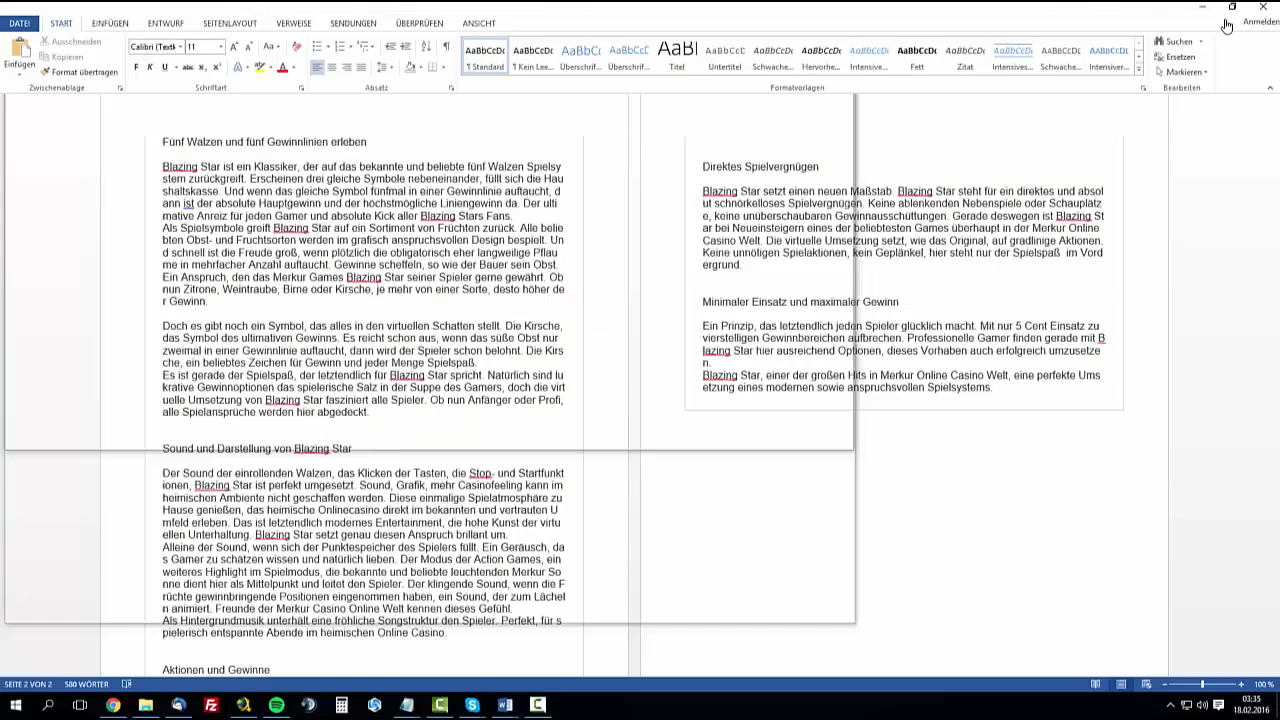 DATEI START EINFÜGEN ENTWURF SEITENLAYOUT VERWEISE SENDUNGEN ÜBERPRÜFEN ANSICHT
Anmelden
Einfügen
Ausschneiden
Kopieren
Format übertragen
Zwischenablage
Calibri (Textk 11
F K U abc
Schriftart
Absatz
AaBbCcDc AaBbCcDc AaBbC( AaBbCcC AaBl AaBbCcC AaBbCcDt AaBbCcDt AaBbCcDt AaBbCcDc AaBbCcDt AaBbCcDt AaBbCcDt AaBbCcDt
¶ Standard ¶ Kein Lee... Überschrif... Überschrif... Titel Untertitel Schwache... Hervorhe... Intensive... Fett Zitat Intensives... Schwache... Intensiver...
Formatvorlagen
Suchen
Ersetzen
Markieren
Bearbeiten
Fünf Walzen und fünf Gewinnlinien erleben
Blazing Star ist ein Klassiker, der auf das bekannte und beliebte fünf Walzen Spielsy
stem zurückgreift. Erscheinen drei gleiche Symbole nebeneinander, füllt sich die Hau
shaltskasse. Und wenn das gleiche Symbol fünfmal in einer Gewinnlinie auftaucht, d
ann ist der absolute Hauptgewinn und der höchstmögliche Liniengewinn da. Der ulti
mative Anreiz für jeden Gamer und absolute Kick aller Blazing Stars Fans.
Als Spielsymbole greift Blazing Star auf ein Sortiment von Früchten zurück. Alle belie
bten Obst- und Fruchtsorten werden im grafisch anspruchsvollen Design bespielt. Un
d schnell ist die Freude groß, wenn plötzlich die obligatorisch eher langweilige Pflau
me in mehrfacher Anzahl auftaucht. Gewinne scheffeln, so wie der Bauer sein Obst.
Ein Anspruch, den das Merkur Games Blazing Star seiner Spieler gerne gewährt. Ob
nun Zitrone, Weintraube, Birne oder Kirsche, je mehr von einer Sorte, desto höher de
r Gewinn.
Doch es gibt noch ein Symbol, das alles in den virtuellen Schatten stellt. Die Kirsche,
das Symbol des ultimativen Gewinns. Es reicht schon aus, wenn das süße Obst nur
zweimal in einer Gewinnlinie auftaucht, dann wird der Spieler schon belohnt. Die Kirs
che, ein beliebtes Zeichen für Gewinn und jeder Menge Spielspaß.
Es ist gerade der Spielspaß, der letztendlich für Blazing Star spricht. Natürlich sind lu
krative Gewinnoptionen das spielerische Salz in der Suppe des Gamers, doch die virt
uelle Umsetzung von Blazing Star fasziniert alle Spieler. Ob nun Anfänger oder Profi,
alle Spielansprüche werden hier abgedeckt.
Sound und Darstellung von Blazing Star
Der Sound der einrollenden Walzen, das Klicken der Tasten, die Stop- und Startfunkt
ionen, Blazing Star ist perfekt umgesetzt. Sound, Grafik, mehr Casinofeeling kann im
heimischen Ambiente nicht geschaffen werden. Diese einmalige Spielatmosphäre zu
Hause genießen, das heimische Onlinecasino direkt im bekannten und vertrauten U
mfeld erleben. Das ist letztendlich modernes Entertainment, die hohe Kunst der virtu
ellen Unterhaltung. Blazing Star setzt genau diesen Anspruch brillant um.
Alleine der Sound, wenn sich der Punktespeicher des Spielers füllt. Ein Geräusch, da
s Gamer zu schätzen wissen und natürlich lieben. Der Modus der Action Games, ein
weiteres Highlight im Spielmodus, die bekannte und beliebte leuchtenden Merkur So
nne dient hier als Mittelpunkt und leitet den Spieler. Der klingende Sound, wenn die F
rüchte gewinnbringende Positionen eingenommen haben, ein Sound, der zum Lächel
n animiert. Freunde der Merkur Casino Online Welt kennen dieses Gefühl.
Als Hintergrundmusik unterhält eine fröhliche Songstruktur den Spieler. Perfekt, für s
pielerisch entspannte Abende im heimischen Online Casino.
Aktionen und Gewinne
Direktes Spielvergnügen
Blazing Star setzt einen neuen Maßstab. Blazing Star steht für ein direktes und absol
ut schnörkelloses Spielvergnügen. Keine ablenkenden Nebenspiele oder Schauplätz
e, keine unüberschaubaren Gewinnausschüttungen. Gerade deswegen ist Blazing St
ar bei Neueinsteigern eines der beliebtesten Games überhaupt in der Merkur Online
Casino Welt. Die virtuelle Umsetzung setzt, wie das Original, auf gradlinige Aktionen.
Keine unnötigen Spielaktionen, kein Geplänkel, hier steht nur der Spielspaß im Vord
ergrund.
Minimaler Einsatz und maximaler Gewinn
Ein Prinzip, das letztendlich jeden Spieler glücklich macht. Mit nur 5 Cent Einsatz zu
vierstelligen Gewinnbereichen aufbrechen. Professionelle Gamer finden gerade mit B
lazing Star hier ausreichend Optionen, dieses Vorhaben auch erfolgreich umzusetze
n.
Blazing Star, einer der großen Hits in Merkur Online Casino Welt, eine perfekte Ums
etzung eines modernen sowie anspruchsvollen Spielsystems.
SEITE 2 VON 2 580 WÖRTER
100 %
03:35
18.02.2016